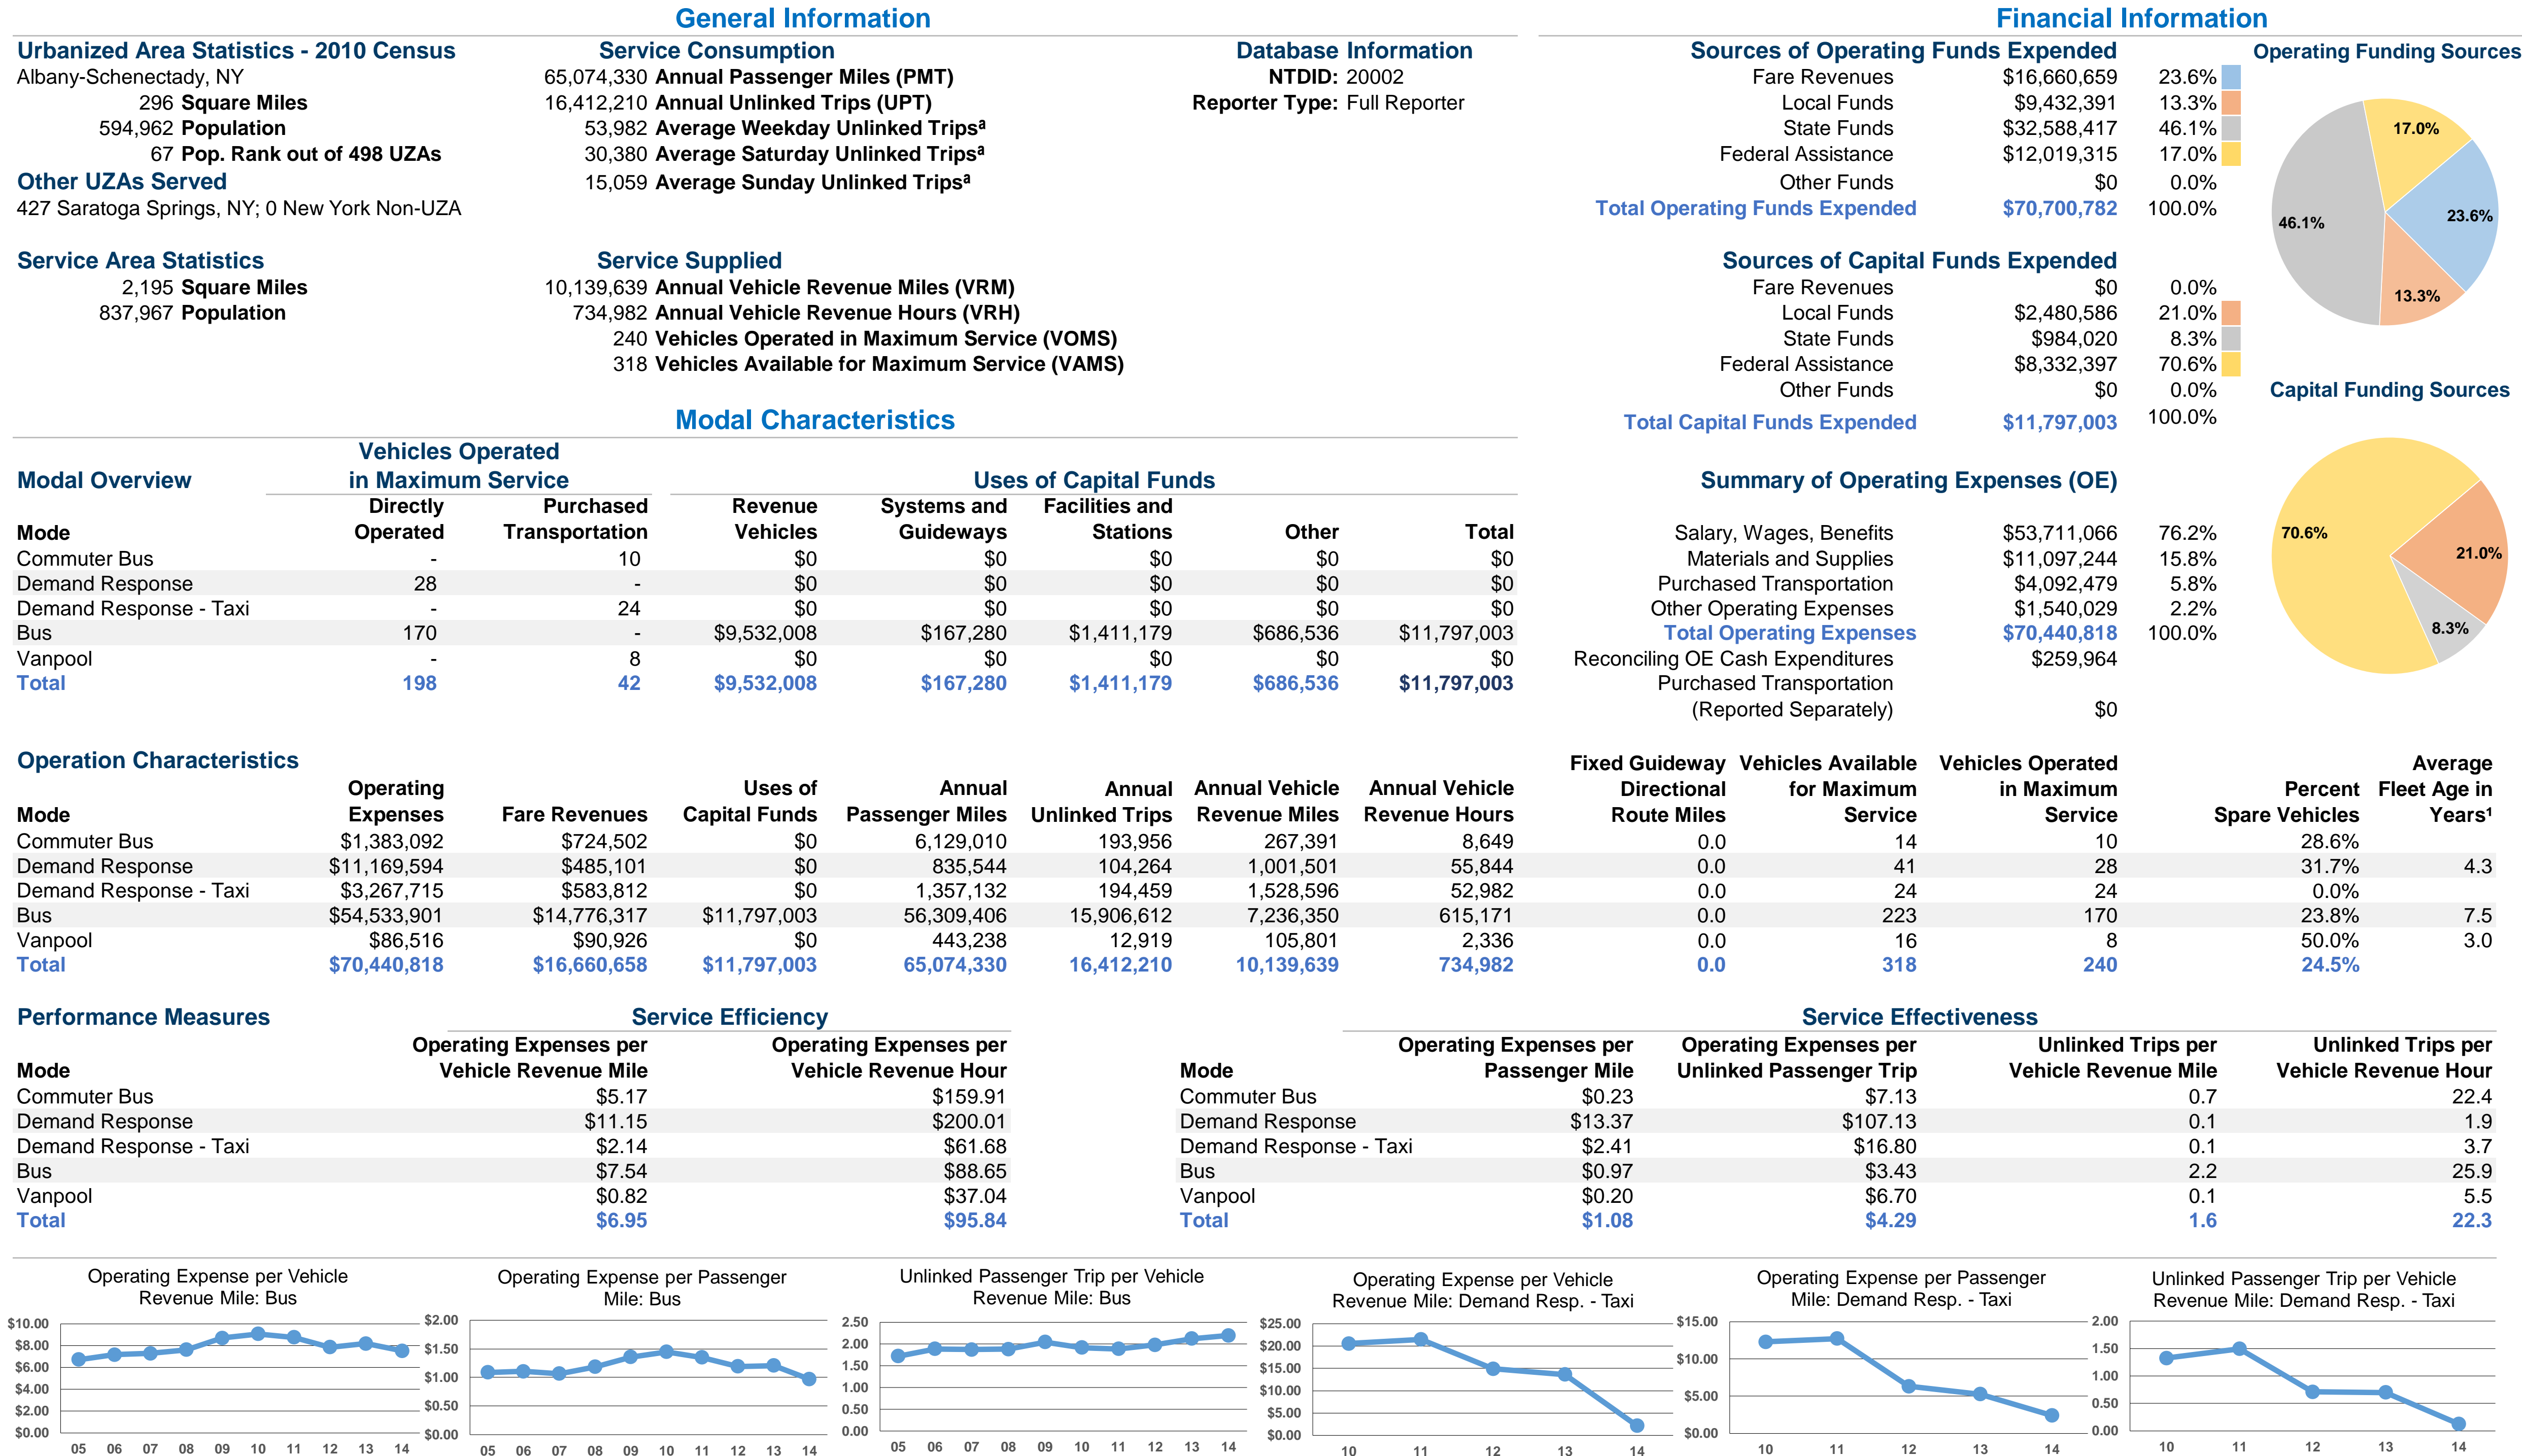 General Information
Urbanized Area Statistics - 2010 Census
Albany-Schenectady, NY
296 Square Miles
594,962 Population
67 Pop. Rank out of 498 UZAs
Other UZAs Served
427 Saratoga Springs, NY; 0 New York Non-UZA
Service Area Statistics
2,195 Square Miles
837,967 Population
Service Consumption
65,074,330 Annual Passenger Miles (PMT)
16,412,210 Annual Unlinked Trips (UPT)
53,982 Average Weekday Unlinked Tripsª
30,380 Average Saturday Unlinked Tripsª
15,059 Average Sunday Unlinked Tripsª
Service Supplied
10,139,639 Annual Vehicle Revenue Miles (VRM)
734,982 Annual Vehicle Revenue Hours (VRH)
240 Vehicles Operated in Maximum Service (VOMS)
318 Vehicles Available for Maximum Service (VAMS)
Database Information
NTDID: 20002
Reporter Type: Full Reporter
Financial Information
Sources of Operating Funds Expended
Fare Revenues $16,660,659 23.6%
Local Funds $9,432,391 13.3%
State Funds $32,588,417 46.1%
Federal Assistance $12,019,315 17.0%
Other Funds $0 0.0%
Total Operating Funds Expended $70,700,782 100.0%
Sources of Capital Funds Expended
Fare Revenues $0 0.0%
Local Funds $2,480,586 21.0%
State Funds $984,020 8.3%
Federal Assistance $8,332,397 70.6%
Other Funds $0 0.0%
Total Capital Funds Expended $11,797,003 100.0%
Operating Funding Sources
17.0%
23.6%
46.1%
13.3%
Capital Funding Sources
70.6%
21.0%
8.3%
Summary of Operating Expenses (OE)
Salary, Wages, Benefits $53,711,066 76.2%
Materials and Supplies $11,097,244 15.8%
Purchased Transportation $4,092,479 5.8%
Other Operating Expenses $1,540,029 2.2%
Total Operating Expenses $70,440,818 100.0%
Reconciling OE Cash Expenditures $259,964
Purchased Transportation
(Reported Separately) $0
Modal Characteristics
Vehicles Operated
Modal Overview in Maximum Service Uses of Capital Funds
Directly Purchased Revenue Systems and Facilities and
Mode Operated Transportation Vehicles Guideways Stations Other Total
Commuter Bus - 10 $0 $0 $0 $0 $0
Demand Response 28 - $0 $0 $0 $0 $0
Demand Response - Taxi - 24 $0 $0 $0 $0 $0
Bus 170 - $9,532,008 $167,280 $1,411,179 $686,536 $11,797,003
Vanpool - 8 $0 $0 $0 $0 $0
Total 198 42 $9,532,008 $167,280 $1,411,179 $686,536 $11,797,003
Operation Characteristics Fixed Guideway Vehicles Available Vehicles Operated Average
Operating Uses of Annual Annual Annual Vehicle Annual Vehicle Directional for Maximum in Maximum Percent Fleet Age in
Mode Expenses Fare Revenues Capital Funds Passenger Miles Unlinked Trips Revenue Miles Revenue Hours Route Miles Service Service Spare Vehicles Years¹
Commuter Bus $1,383,092 $724,502 $0 6,129,010 193,956 267,391 8,649 0.0 14 10 28.6%
Demand Response $11,169,594 $485,101 $0 835,544 104,264 1,001,501 55,844 0.0 41 28 31.7% 4.3
Demand Response - Taxi $3,267,715 $583,812 $0 1,357,132 194,459 1,528,596 52,982 0.0 24 24 0.0%
Bus $54,533,901 $14,776,317 $11,797,003 56,309,406 15,906,612 7,236,350 615,171 0.0 223 170 23.8% 7.5
Vanpool $86,516 $90,926 $0 443,238 12,919 105,801 2,336 0.0 16 8 50.0% 3.0
Total $70,440,818 $16,660,658 $11,797,003 65,074,330 16,412,210 10,139,639 734,982 0.0 318 240 24.5%
Performance Measures Service Efficiency
Operating Expenses per Operating Expenses per
Mode Vehicle Revenue Mile Vehicle Revenue Hour
Commuter Bus $5.17 $159.91
Demand Response $11.15 $200.01
Demand Response - Taxi $2.14 $61.68
Bus $7.54 $88.65
Vanpool $0.82 $37.04
Total $6.95 $95.84
Service Effectiveness
Operating Expenses per Operating Expenses per Unlinked Trips per Unlinked Trips per
Mode Passenger Mile Unlinked Passenger Trip Vehicle Revenue Mile Vehicle Revenue Hour
Commuter Bus $0.23 $7.13 0.7 22.4
Demand Response $13.37 $107.13 0.1 1.9
Demand Response - Taxi $2.41 $16.80 0.1 3.7
Bus $0.97 $3.43 2.2 25.9
Vanpool $0.20 $6.70 0.1 5.5
Total $1.08 $4.29 1.6 22.3
Operating Expense per Vehicle
Revenue Mile: Bus
$10.00
$8.00
$6.00
$4.00
$2.00
$0.00
05 06 07 08 09 10 11 12 13 14
Operating Expense per Passenger
Mile: Bus
$2.00
$1.50
$1.00
$0.50
$0.00
05 06 07 08 09 10 11 12 13 14
Unlinked Passenger Trip per Vehicle
Revenue Mile: Bus
2.50
2.00
1.50
1.00
0.50
0.00
05 06 07 08 09 10 11 12 13 14
Operating Expense per Vehicle
Revenue Mile: Demand Resp. - Taxi
$25.00
$20.00
$15.00
$10.00
$5.00
$0.00
10 11 12 13 14
Operating Expense per Passenger
Mile: Demand Resp. - Taxi
$15.00
$10.00
$5.00
$0.00
10 11 12 13 14
Unlinked Passenger Trip per Vehicle
Revenue Mile: Demand Resp. - Taxi
2.00
1.50
1.00
0.50
0.00
10 11 12 13 14